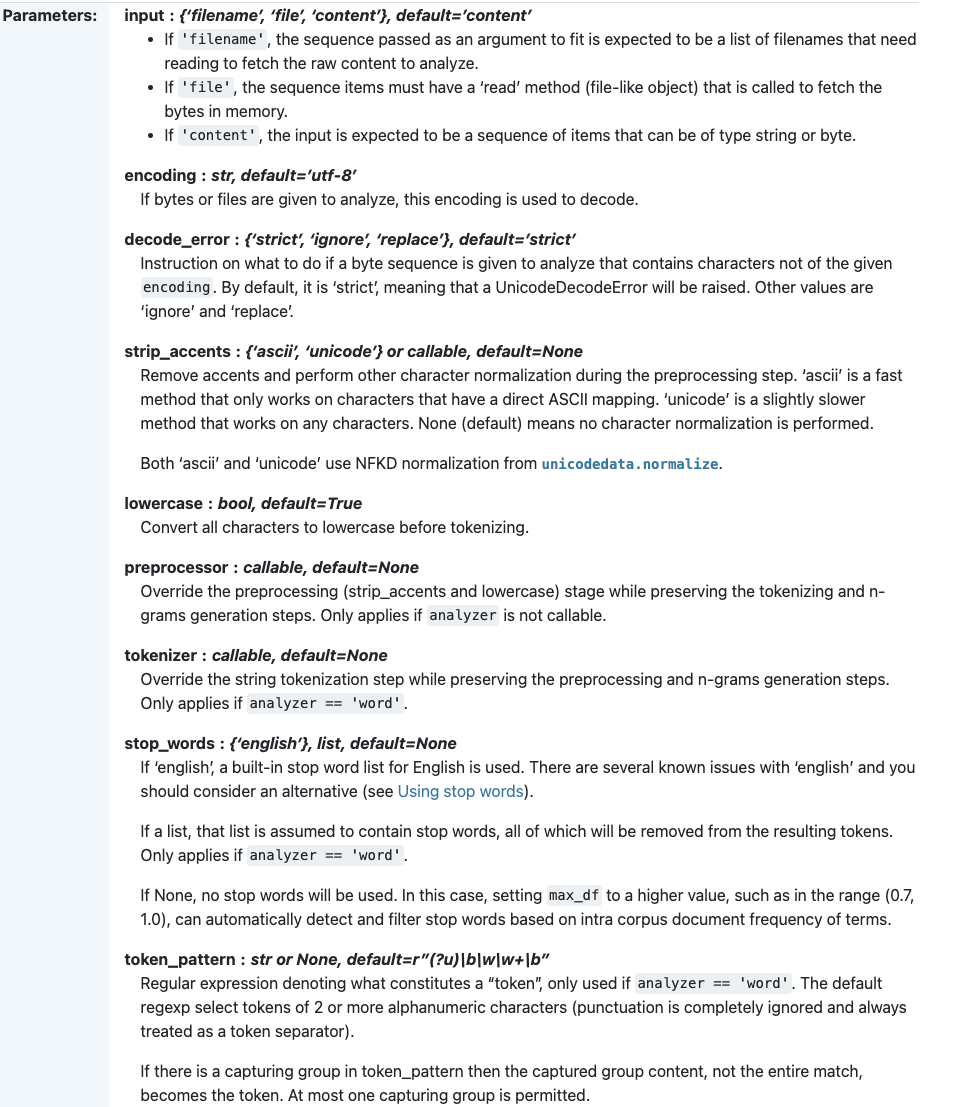 Parameters:
input : {‘filename’, ‘file’, ‘content’}, default=’content’
• If 'filename', the sequence passed as an argument to fit is expected to be a list of filenames that need
reading to fetch the raw content to analyze.
• If 'file', the sequence items must have a ‘read’ method (file-like object) that is called to fetch the
bytes in memory.
• If 'content', the input is expected to be a sequence of items that can be of type string or byte.
encoding : str, default=’utf-8’
If bytes or files are given to analyze, this encoding is used to decode.
decode_error : {‘strict’, ‘ignore’, ‘replace’}, default=’strict’
Instruction on what to do if a byte sequence is given to analyze that contains characters not of the given
encoding. By default, it is ‘strict’, meaning that a UnicodeDecodeError will be raised. Other values are
‘ignore’ and ‘replace’.
strip_accents : {‘ascii’, ‘unicode’} or callable, default=None
Remove accents and perform other character normalization during the preprocessing step. ‘ascii’ is a fast
method that only works on characters that have a direct ASCII mapping. ‘unicode’ is a slightly slower
method that works on any characters. None (default) means no character normalization is performed.
Both ‘ascii’ and ‘unicode’ use NFKD normalization from unicodedata.normalize.
lowercase : bool, default=True
Convert all characters to lowercase before tokenizing.
preprocessor : callable, default=None
Override the preprocessing (strip_accents and lowercase) stage while preserving the tokenizing and n-
grams generation steps. Only applies if analyzer is not callable.
tokenizer : callable, default=None
Override the string tokenization step while preserving the preprocessing and n-grams generation steps.
Only applies if analyzer == 'word'.
stop_words : {‘english’}, list, default=None
If ‘english’, a built-in stop word list for English is used. There are several known issues with ‘english’ and you
should consider an alternative (see Using stop words).
If a list, that list is assumed to contain stop words, all of which will be removed from the resulting tokens.
Only applies if analyzer == 'word'.
If None, no stop words will be used. In this case, setting max_df to a higher value, such as in the range (0.7,
1.0), can automatically detect and filter stop words based on intra corpus document frequency of terms.
token_pattern : str or None, default=r”(?u)\b\w\w+\b”
Regular expression denoting what constitutes a “token”, only used if analyzer == 'word'. The default
regexp select tokens of 2 or more alphanumeric characters (punctuation is completely ignored and always
treated as a token separator).
If there is a capturing group in token_pattern then the captured group content, not the entire match,
becomes the token. At most one capturing group is permitted.